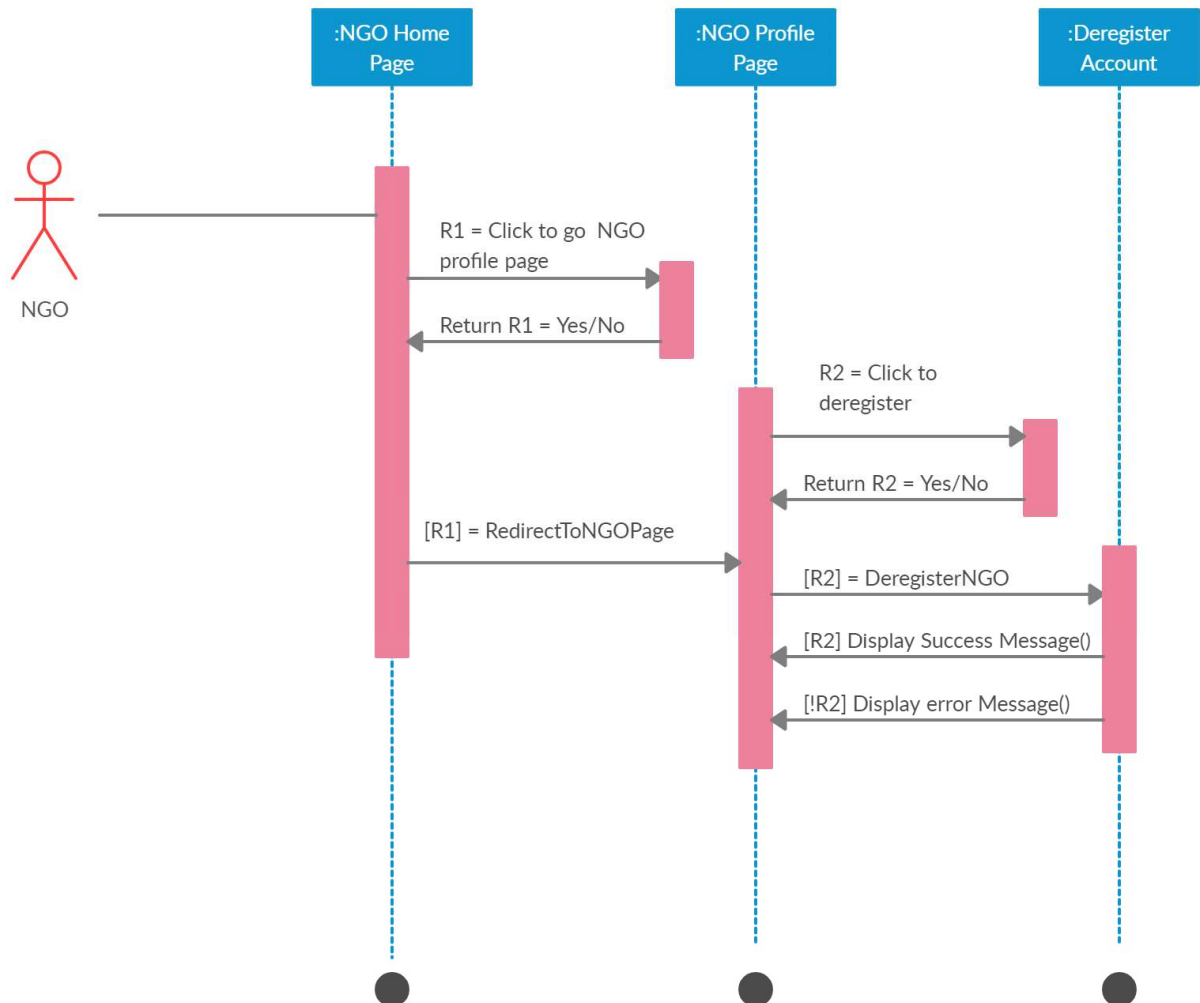 :NGO Home
Page
:NGO Profile
Page
:Deregister
Account
NGO
R1 = Click to go  NGO
profile page
Return R1 = Yes/No
R2 = Click to
deregister
Return R2 = Yes/No
[R1] = RedirectToNGOPage
[R2] = DeregisterNGO
[R2] Display Success Message()
[!R2] Display error Message()